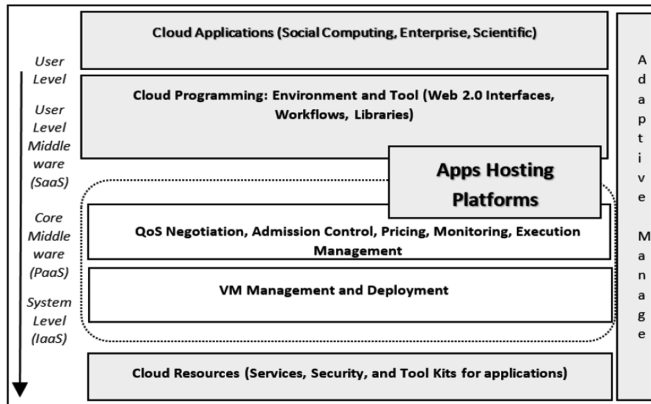 Cloud Applications (Social Computing, Enterprise, Scientific)
User
Level
Cloud Programming: Environment and Tool (Web 2.0 Interfaces,
Workflows, Libraries)
User
Level
Middle
ware
(SaaS)
Apps Hosting
Platforms
QoS Negotiation, Admission Control, Pricing, Monitoring, Execution
Management
Core
Middle
ware
(PaaS)
VM Management and Deployment
System
Level
(IaaS)
Cloud Resources (Services, Security, and Tool Kits for applications)
Adaptive Manage